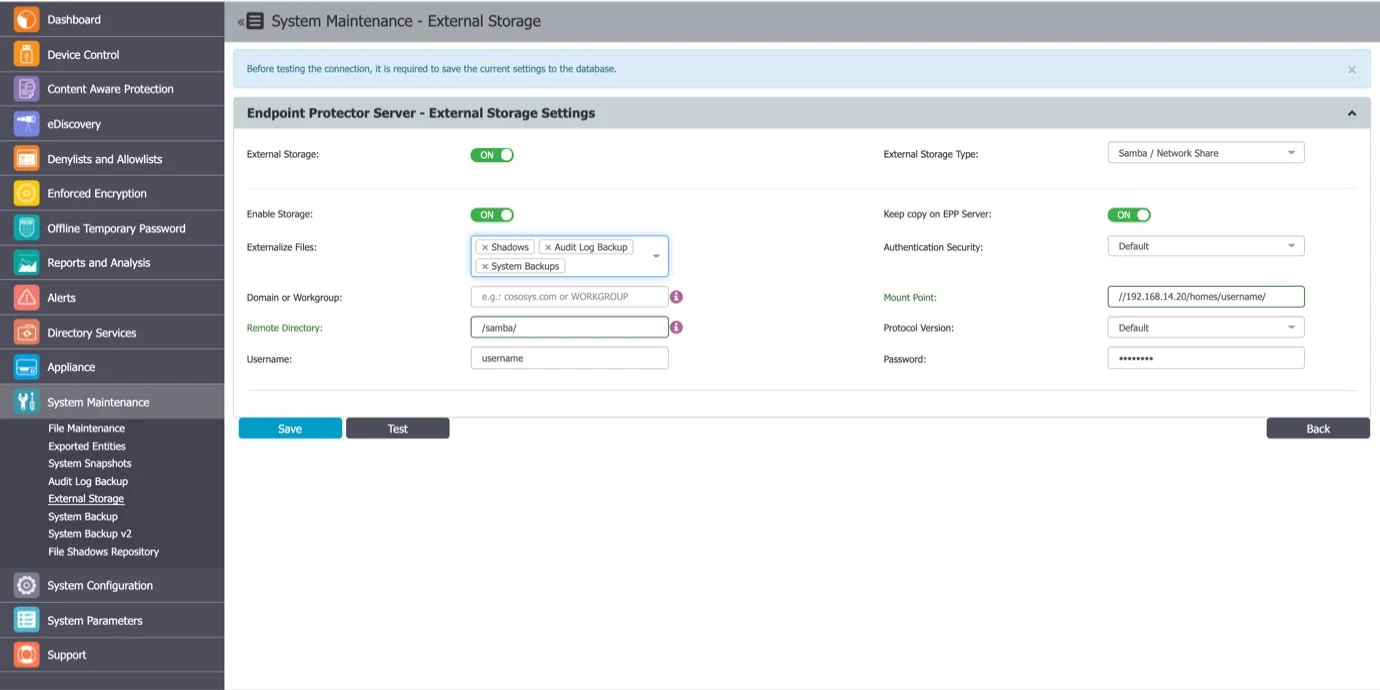 Dashboard
Device Control
Content Aware Protection
eDiscovery
Denylists and Allowlists
Enforced Encryption
Offline Temporary Password
Reports and Analysis
Alerts
Directory Services
Appliance
System Maintenance
File Maintenance
Exported Entities
System Snapshots
Audit Log Backup
External Storage
System Backup
System Backup v2
File Shadows Repository
System Configuration
System Parameters
Support
System Maintenance - External Storage
Before testing the connection, it is required to save the current settings to the database.
Endpoint Protector Server - External Storage Settings
External Storage: ON External Storage Type: Samba / Network Share
Enable Storage: ON Keep copy on EPP Server: ON
Externalize Files: × Shadows × Audit Log Backup Authentication Security: Default
× System Backups
Domain or Workgroup: e.g.: cososys.com or WORKGROUP Mount Point: //192.168.14.20/homes/username/
Remote Directory: /samba/ Protocol Version: Default
Username: username Password: ••••••••
Save Test Back